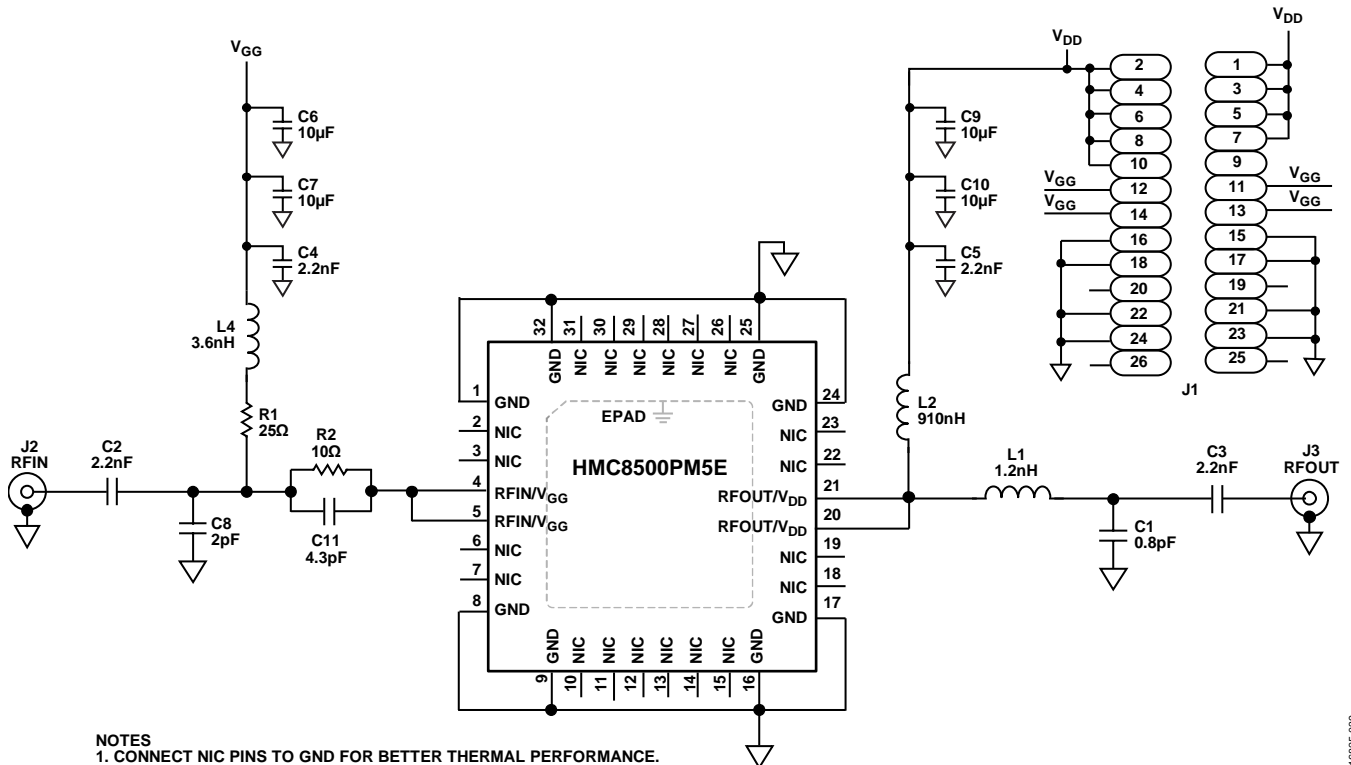 VGG
C6
10µF
C7
10µF
C4
2.2nF
L4
3.6nH
R1
25Ω
R2
10Ω
J2
RFIN
C2
2.2nF
C8
2pF
C11
4.3pF
32
31
30
29
28
27
26
25
GND
NIC
NIC
NIC
NIC
NIC
NIC
GND
1
GND
2
NIC
3
NIC
4
RFIN/VGG
5
RFIN/VGG
6
NIC
7
NIC
8
GND
EPAD
HMC8500PM5E
24
GND
23
NIC
22
NIC
21
RFOUT/VDD
20
RFOUT/VDD
19
NIC
18
NIC
17
GND
GND
NIC
NIC
NIC
NIC
NIC
NIC
GND
9
10
11
12
13
14
15
16
VDD
C9
10µF
C10
10µF
C5
2.2nF
L2
910nH
L1
1.2nH
C3
2.2nF
J3
RFOUT
C1
0.8pF
VDD
2
4
6
8
10
VGG
12
VGG
14
16
18
20
22
24
26
1
3
5
7
9
11
VGG
13
VGG
15
17
19
21
23
25
J1
NOTES
1. CONNECT NIC PINS TO GND FOR BETTER THERMAL PERFORMANCE.